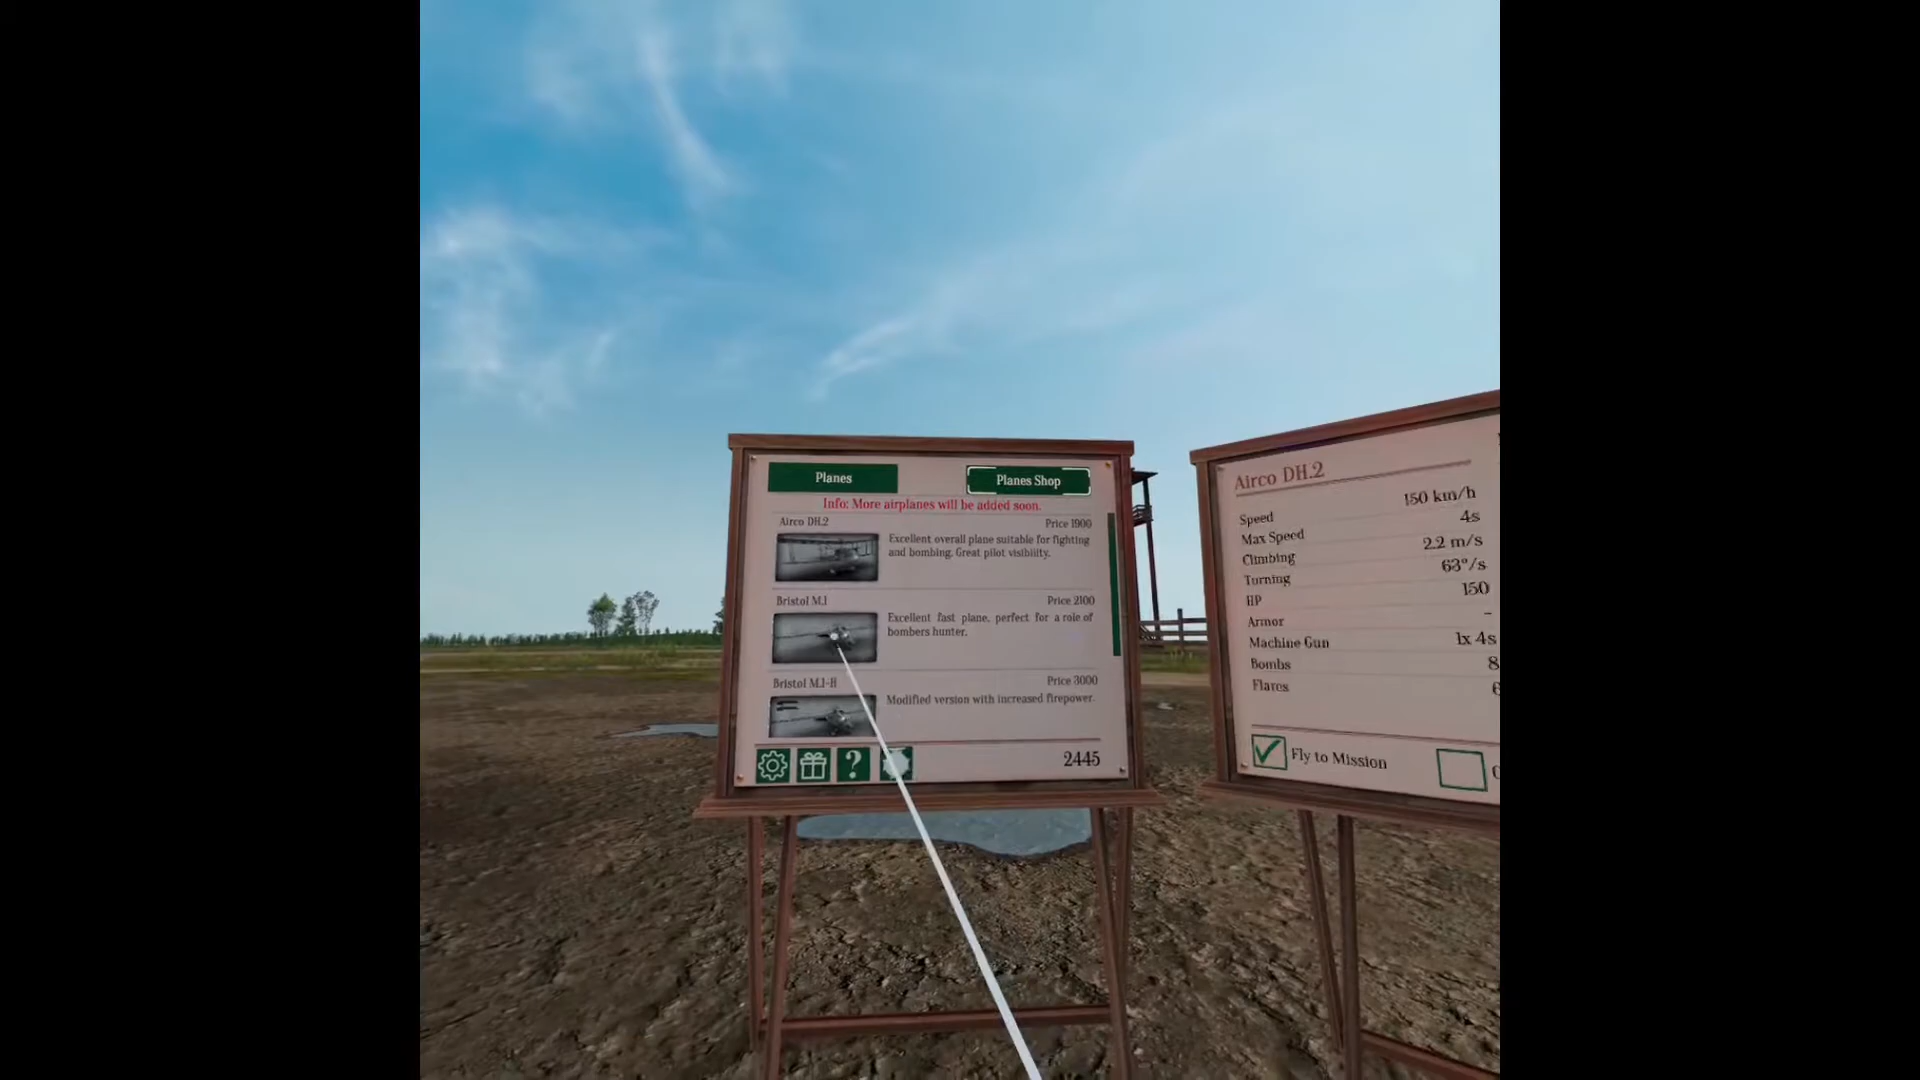 Planes
Planes Shop
Info: More airplanes will be added soon.
Airco DH.2
Price 1900
Excellent overall plane suitable for fighting
and bombing. Great pilot visibility.
Bristol M.1
Price 2100
Excellent fast plane, perfect for a role of
bombers hunter.
Bristol M.1-H
Price 3000
Modified version with increased firepower.
?
2445
Airco DH.2
Speed
150 km/h
Max Speed
4s
Climbing
2.2 m/s
Turning
63°/s
HP
150
Armor
-
Machine Gun
1x 4s
Bombs
8
Flares
Fly to Mission